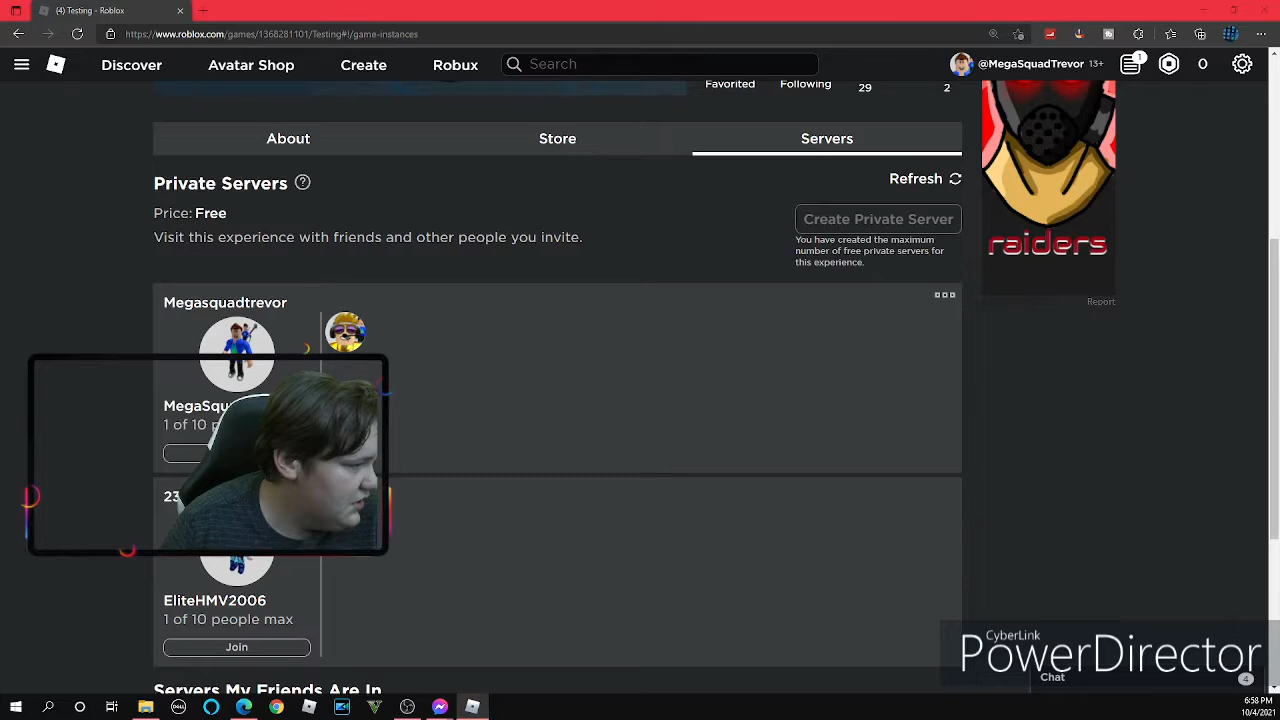 (4) Testing - Roblox
https://www.roblox.com/games/1368281101/Testing#!/game-instances
Discover
Avatar Shop
Create
Robux
Search
@MegaSquadTrevor 13+
1
0
Favorited
Following
29
2
About
Store
Servers
Private Servers
Refresh
Price: Free
Create Private Server
Visit this experience with friends and other people you invite.
You have created the maximum
number of free private servers for
this experience.
raiders
Report
Megasquadtrevor
MegaSqu
1 of 10 p
23
EliteHMV2006
1 of 10 people max
Join
Servers My Friends Are In
CyberLink
PowerDirector
Chat
4
6:58 PM
10/4/2021